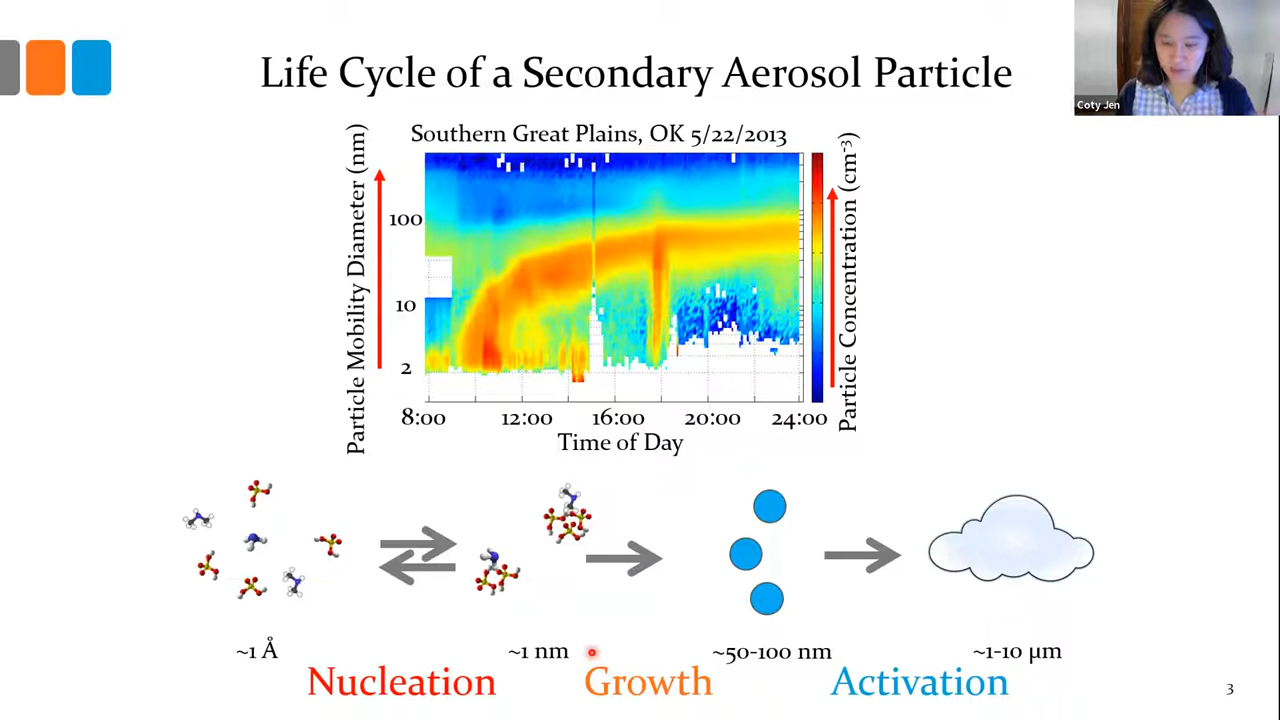 Life Cycle of a Secondary Aerosol Particle
Coty Jen
Southern Great Plains, OK 5/22/2013
Particle Mobility Diameter (nm)
100
10
2
8:00 12:00 16:00 20:00 24:00
Time of Day
Particle Concentration (cm-3)
~1 Å ~1 nm ~50-100 nm ~1-10 μm
Nucleation Growth Activation
3